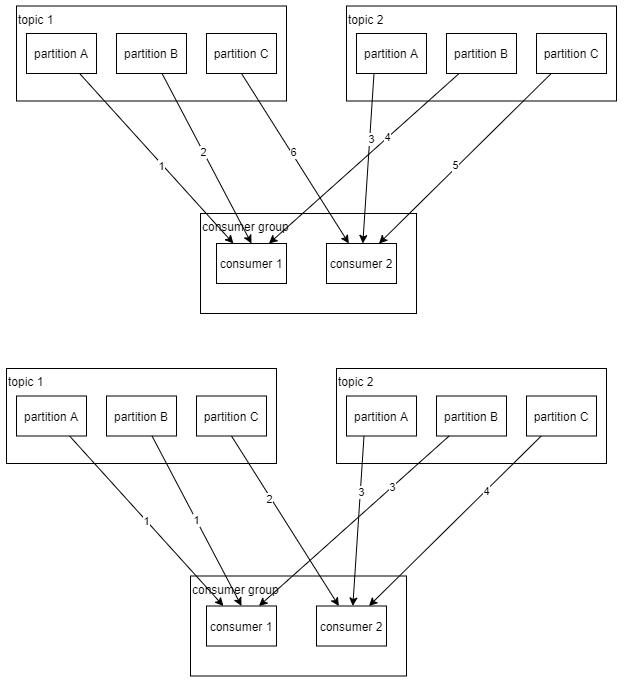 topic 1
topic 2
partition A
partition B
partition C
partition A
partition B
partition C
1
2
6
3
4
5
consumer group
consumer 1
consumer 2
topic 1
topic 2
partition A
partition B
partition C
partition A
partition B
partition C
1
1
2
3
3
4
consumer group
consumer 1
consumer 2